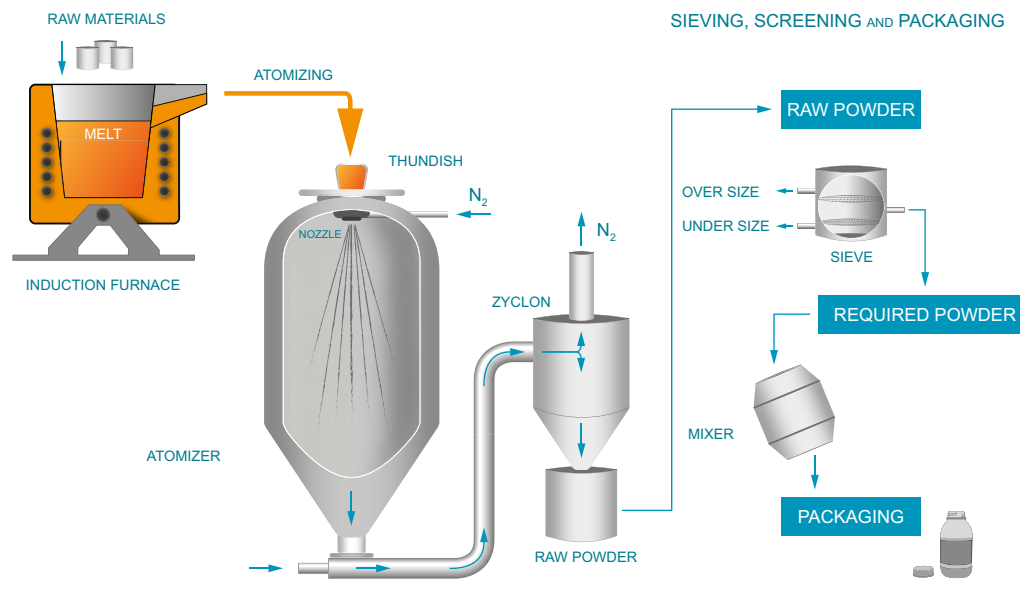 RAW MATERIALS
SIEVING, SCREENING AND PACKAGING
ATOMIZING
MELT
RAW POWDER
THUNDISH
N2
OVER SIZE
NOZZLE
N2
UNDER SIZE
SIEVE
INDUCTION FURNACE
ZYCLON
REQUIRED POWDER
MIXER
ATOMIZER
PACKAGING
RAW POWDER